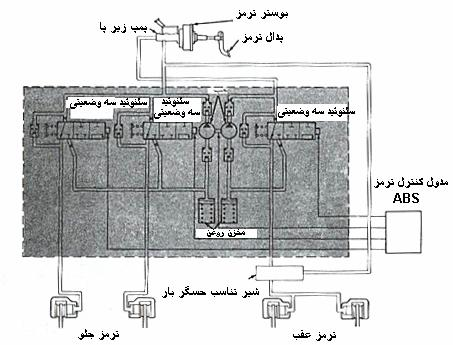 بوستر ترمز
پمپ زیر پا
پدال ترمز
سلنوئید سه وضعیتی
سلنوئید
سه وضعیتی
سلنوئید سه وضعیتی
مدول کنترل ترمز
ABS
مخزن روغن
شیر تناسب حسگر بار
ترمز جلو
ترمز عقب